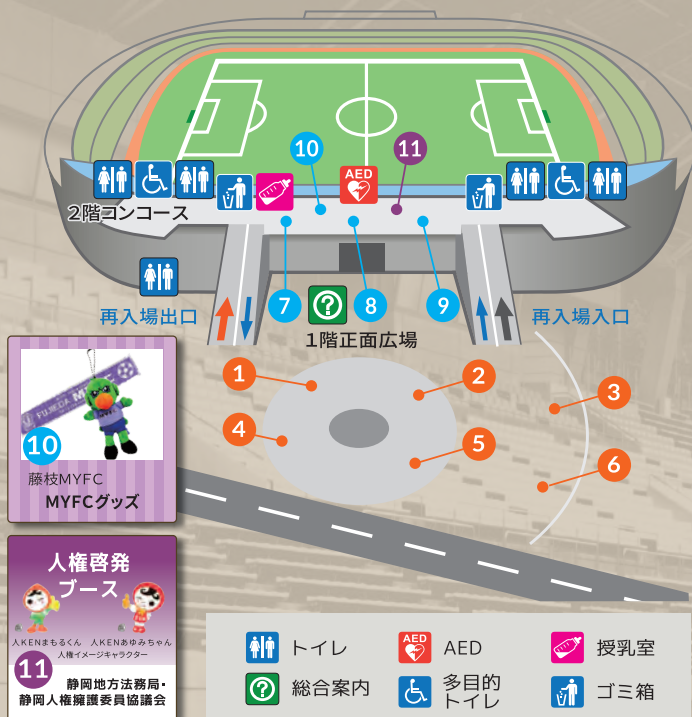 10
11
AED
2階コンコース
7
8
9
再入場出口
再入場入口
1階正面広場
1
2
3
4
5
6
FUJIEDA MYFC
10
藤枝MYFC
MYFCグッズ
人権啓発
ブース
人KENまもるくん 人KENあゆみちゃん
人権イメージキャラクター
11
静岡地方法務局・
静岡人権擁護委員協議会
トイレ
AED
AED
授乳室
総合案内
多目的
トイレ
ゴミ箱